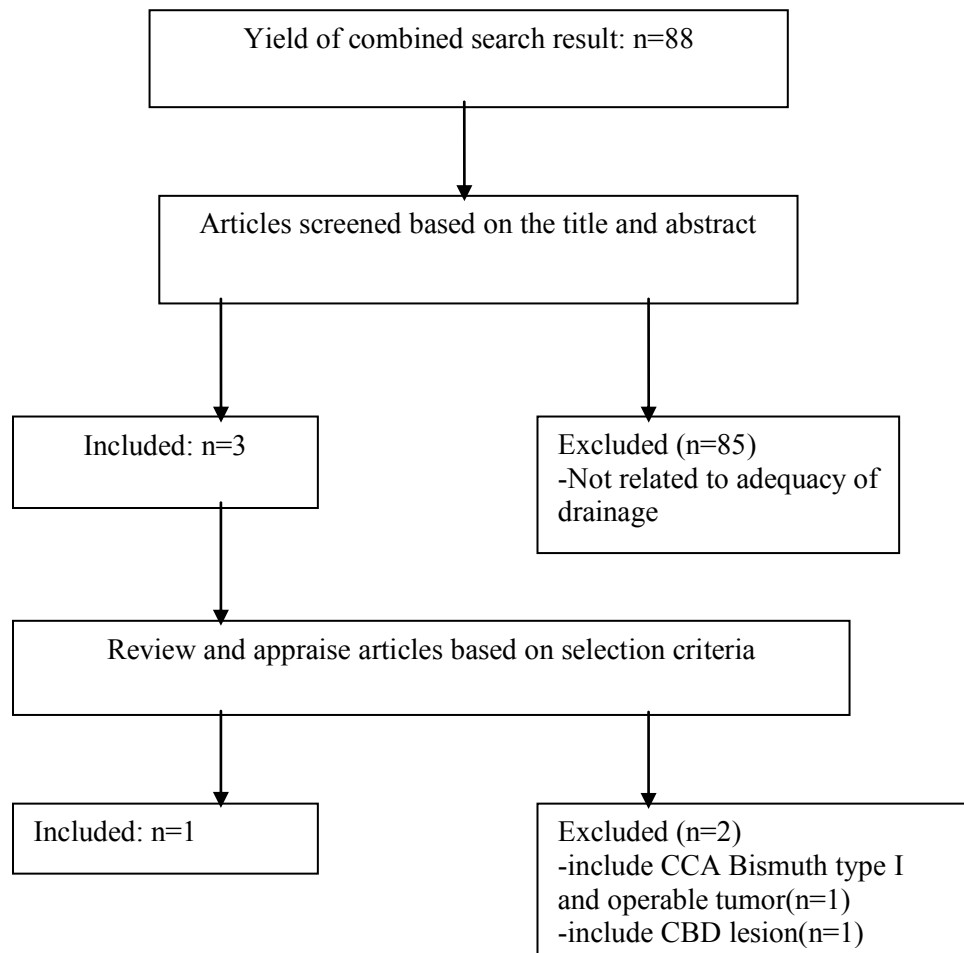 Yield of combined search result: n=88
Articles screened based on the title and abstract
Included: n=3
Excluded (n=85)
-Not related to adequacy of
drainage
Review and appraise articles based on selection criteria
Included: n=1
Excluded (n=2)
-include CCA Bismuth type I
and operable tumor(n=1)
-include CBD lesion(n=1)